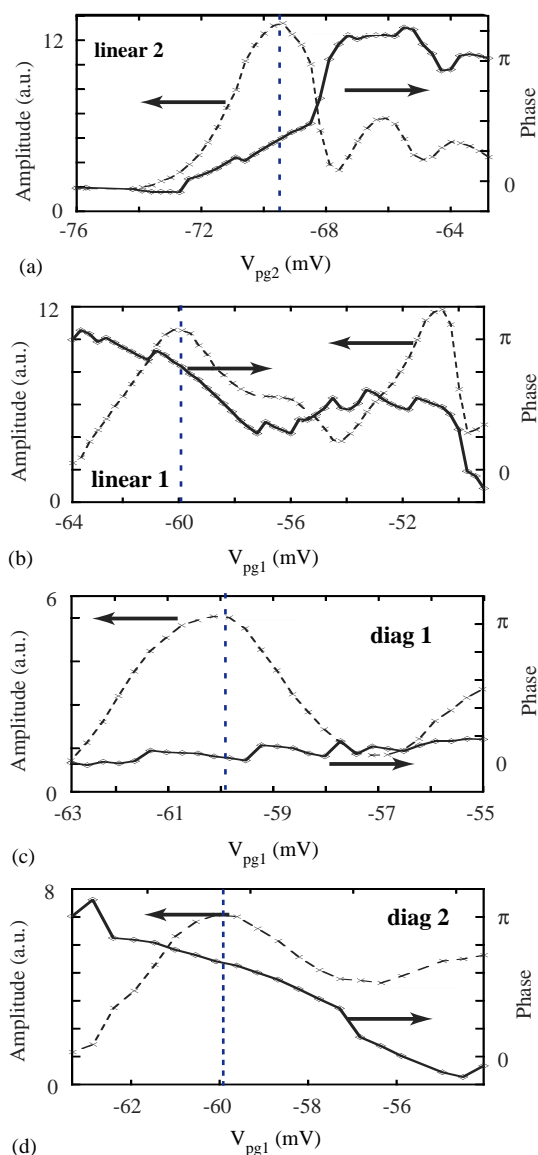 12
linear 2
π
Amplitude (a.u.)
Phase
0
0
-76
-72
-68
-64
(a)
V_pg2 (mV)
12
π
Amplitude (a.u.)
Phase
linear 1
0
0
-64
-60
-56
-52
(b)
V_pg1 (mV)
6
π
diag 1
Amplitude (a.u.)
Phase
0
0
-63
-61
-59
-57
-55
(c)
V_pg1 (mV)
8
diag 2
π
Amplitude (a.u.)
Phase
0
0
-62
-60
-58
-56
(d)
V_pg1 (mV)